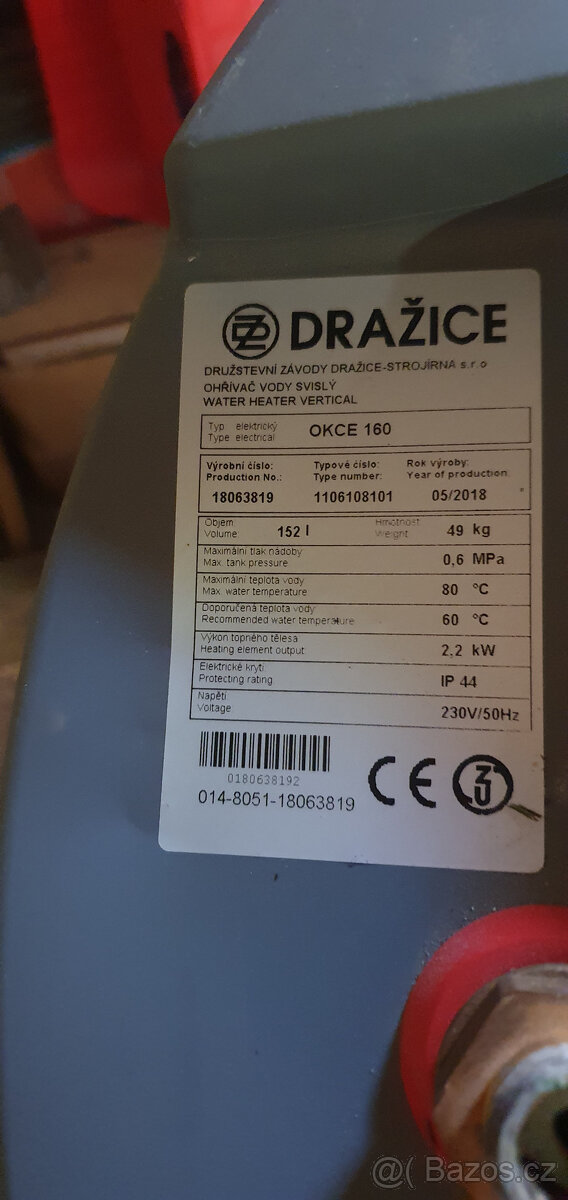 DZ DRAŽICE
DRUŽSTEVNÍ ZÁVODY DRAŽICE-STROJÍRNA s.r.o
OHŘÍVAČ VODY SVISLÝ
WATER HEATER VERTICAL
Typ elektrický
Type electrical OKCE 160
Výrobní číslo: Typové číslo: Rok výroby:
Production No.: Type number: Year of production
18063819 1106108101 05/2018
Objem Hmotnost
Volume: 152 l Weight: 49 kg
Maximální tlak nádoby
Max. tank pressure 0,6 MPa
Maximální teplota vody
Max. water temperature 80 °C
Doporučená teplota vody
Recommended water temperature 60 °C
Výkon topného tělesa
Heating element output 2,2 kW
Elektrické krytí
Protecting rating: IP 44
Napětí
Voltage: 230V/50Hz
0180638192
014-8051-18063819
CE
@( Bazos.cz